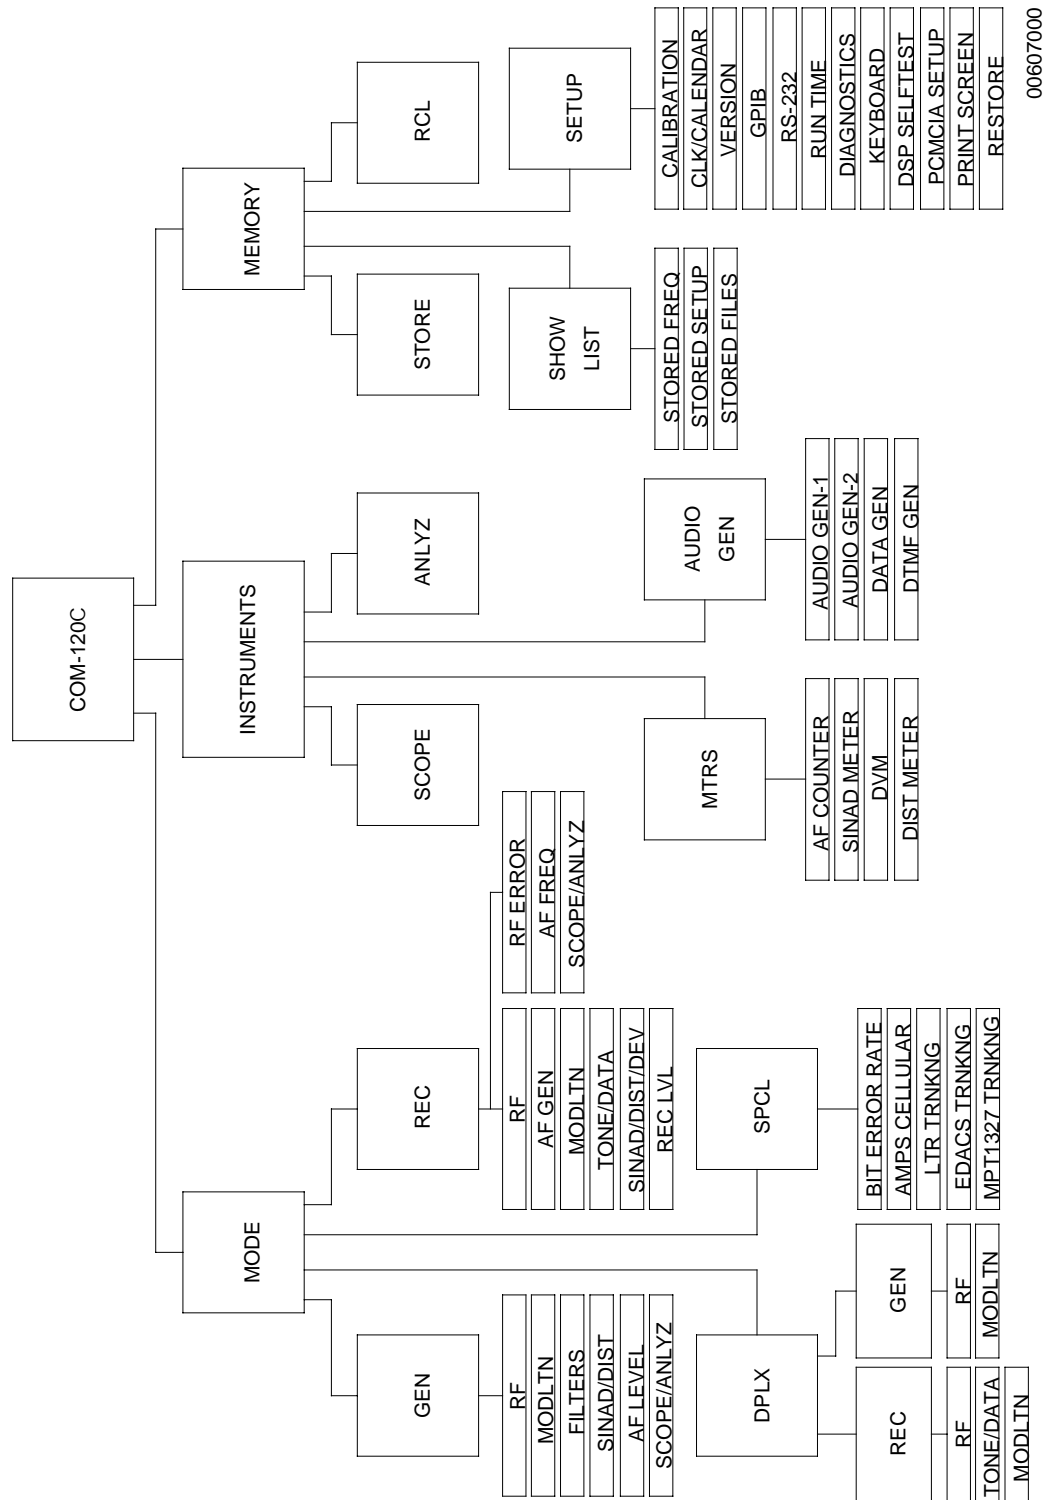 COM-120C
MODE
INSTRUMENTS
MEMORY
GEN
REC
SCOPE
ANLYZ
STORE
RCL
RF
MODLTN
FILTERS
SINAD/DIST
AF LEVEL
SCOPE/ANLYZ
RF
AF GEN
MODLTN
TONE/DATA
SINAD/DIST/DEV
REC LVL
RF ERROR
AF FREQ
SCOPE/ANLYZ
DPLX
SPCL
REC
GEN
RF
TONE/DATA
MODLTN
RF
MODLTN
BIT ERROR RATE
AMPS CELLULAR
LTR TRNKNG
EDACS TRNKNG
MPT1327 TRNKNG
MTRS
AUDIO
GEN
AF COUNTER
SINAD METER
DVM
DIST METER
AUDIO GEN-1
AUDIO GEN-2
DATA GEN
DTMF GEN
SHOW
LIST
SETUP
STORED FREQ
STORED SETUP
STORED FILES
CALIBRATION
CLK/CALENDAR
VERSION
GPIB
RS-232
RUN TIME
DIAGNOSTICS
KEYBOARD
DSP SELFTEST
PCMCIA SETUP
PRINT SCREEN
RESTORE
00607000